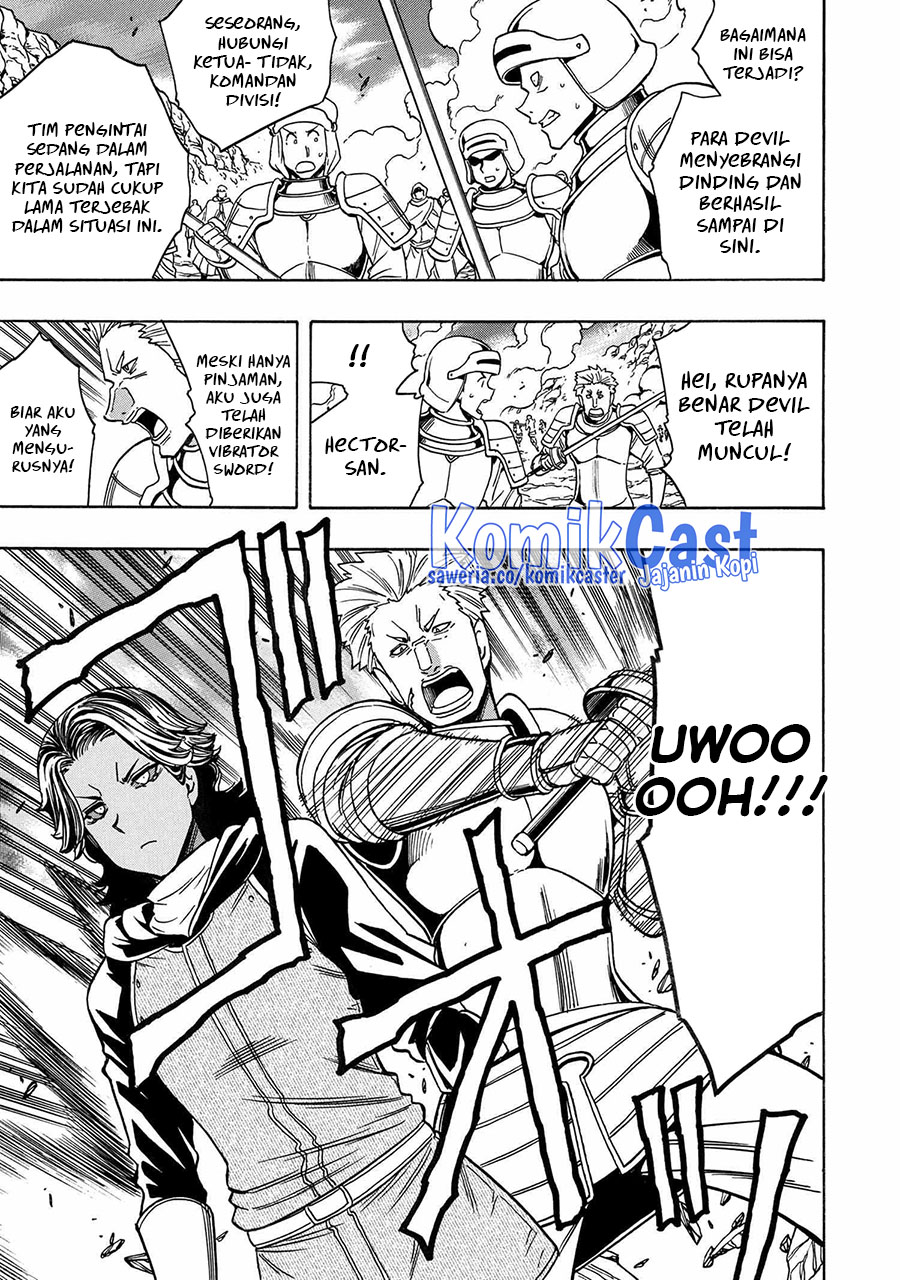 BAGAIMANA
INI BISA
TERJADI?
PARA DEVIL
MENYEBRANGI
DINDING DAN
BERHASIL
SAMPAI DI
SINI.
SESEORANG,
HUBUNGI
KETUA- TIDAK,
KOMANDAN
DIVISI!
TIM PENGINTAI
SEDANG DALAM
PERJALANAN, TAPI
KITA SUDAH CUKUP
LAMA TERJEBAK
DALAM SITUASI INI.
HEI, RUPANYA
BENAR DEVIL
TELAH
MUNCUL!
!!
HECTOR-
SAN.
MESKI HANYA
PINJAMAN,
AKU JUGA
TELAH
DIBERIKAN
VIBRATOR
SWORD!
BIAR AKU
YANG
MENGU-
RUSNYA!
KomikCast
saweria.co/komikcaster Jajanin Kopi
UWOO
OOH!!!
ゴオ